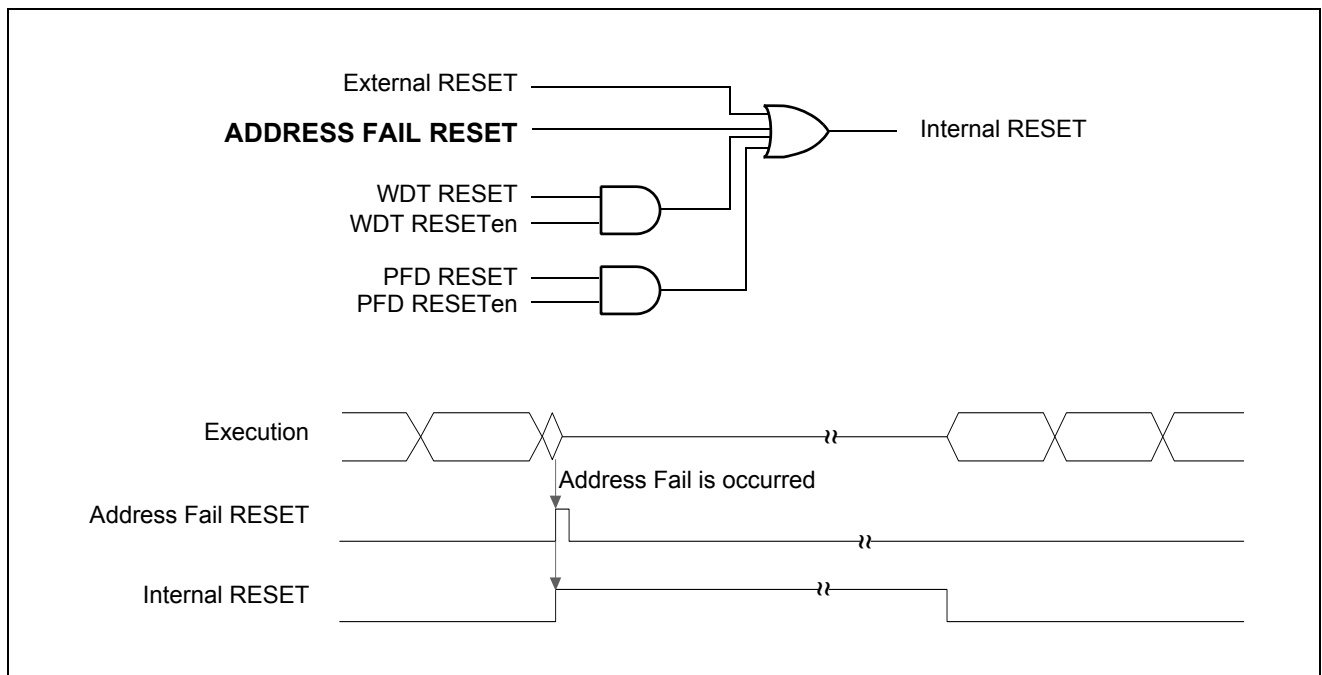 External RESET
ADDRESS FAIL RESET
Internal RESET
WDT RESET
WDT RESETen
PFD RESET
PFD RESETen
Execution
Address Fail is occurred
Address Fail RESET
Internal RESET